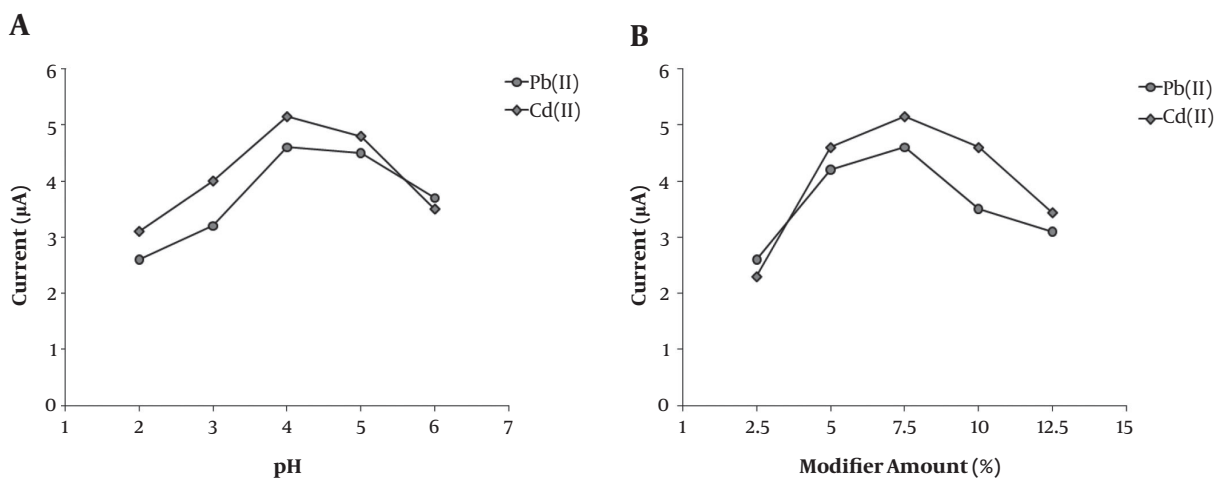 A
6
5
4
3
2
1
0
Current (µA)
1 2 3 4 5 6 7
pH
Pb(II)
Cd(II)
B
6
5
4
3
2
1
0
Current (µA)
1 2.5 5 7.5 10 12.5 15
Modifier Amount (%)
Pb(II)
Cd(II)